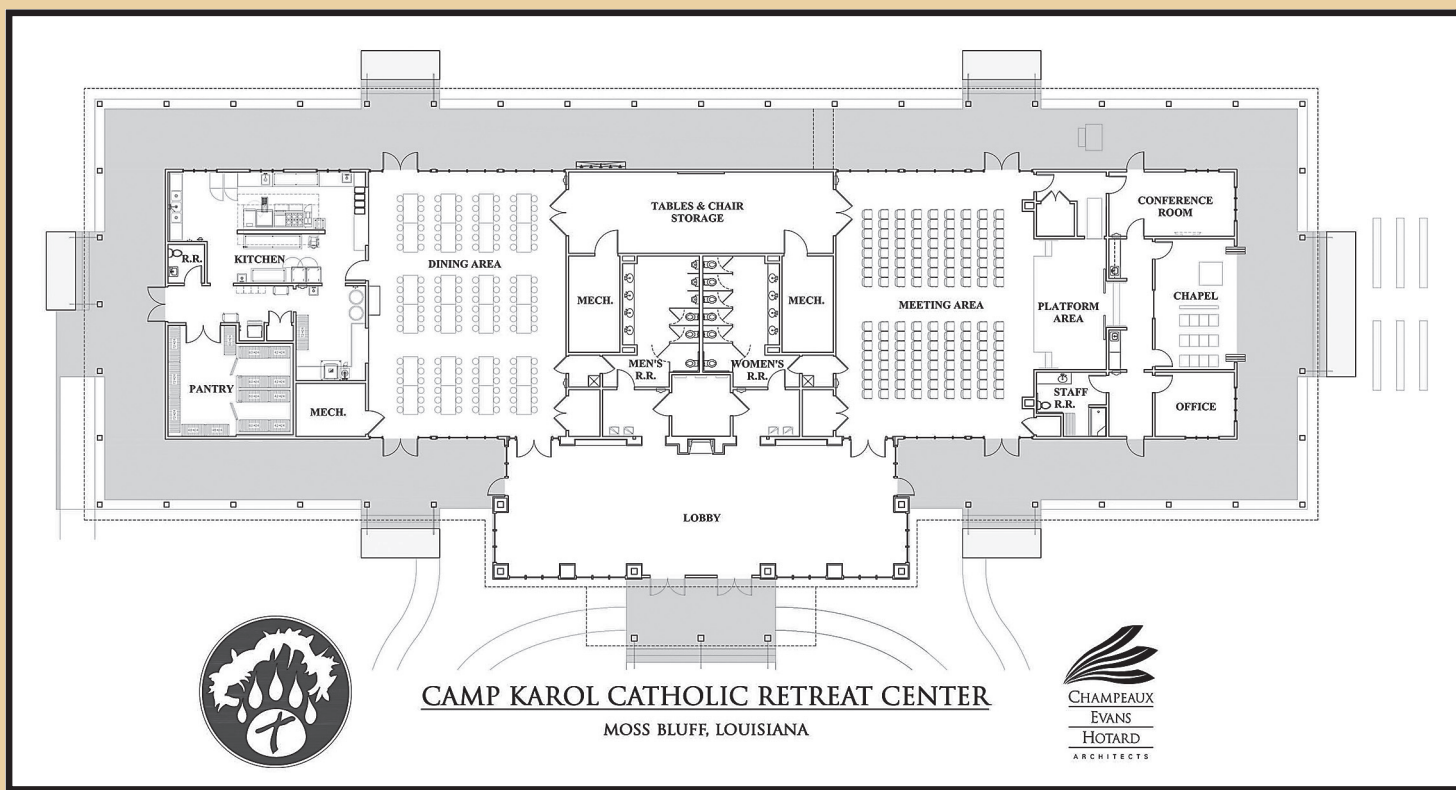 TABLES & CHAIR
STORAGE
CONFERENCE
ROOM
R.R.
KITCHEN
DINING AREA
MECH.
MECH.
MEETING AREA
PLATFORM
AREA
CHAPEL
MEN'S
R.R.
WOMEN'S
R.R.
PANTRY
MECH.
STAFF
R.R.
OFFICE
LOBBY
CAMP KAROL CATHOLIC RETREAT CENTER
MOSS BLUFF, LOUISIANA
CHAMPEAUX
EVANS
HOTARD
ARCHITECTS